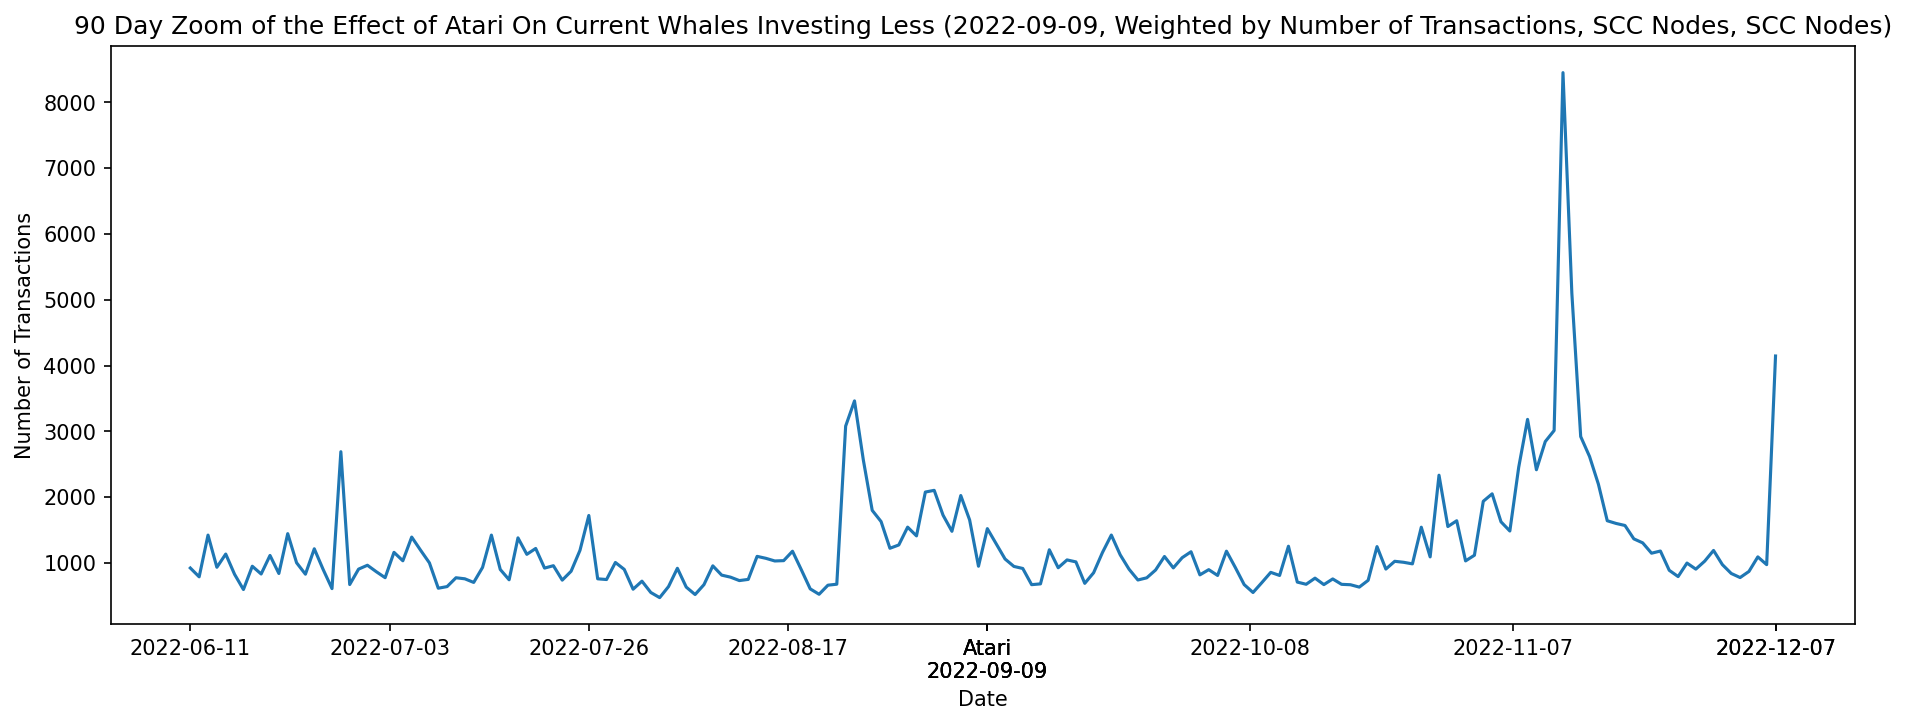 90 Day Zoom of the Effect of Atari On Current Whales Investing Less (2022-09-09, Weighted by Number of Transactions, SCC Nodes, SCC Nodes)
Number of Transactions
8000
7000
6000
5000
4000
3000
2000
1000
2022-06-11 2022-07-03 2022-07-26 2022-08-17 Atari 2022-10-08 2022-11-07 2022-12-07
2022-09-09
Date